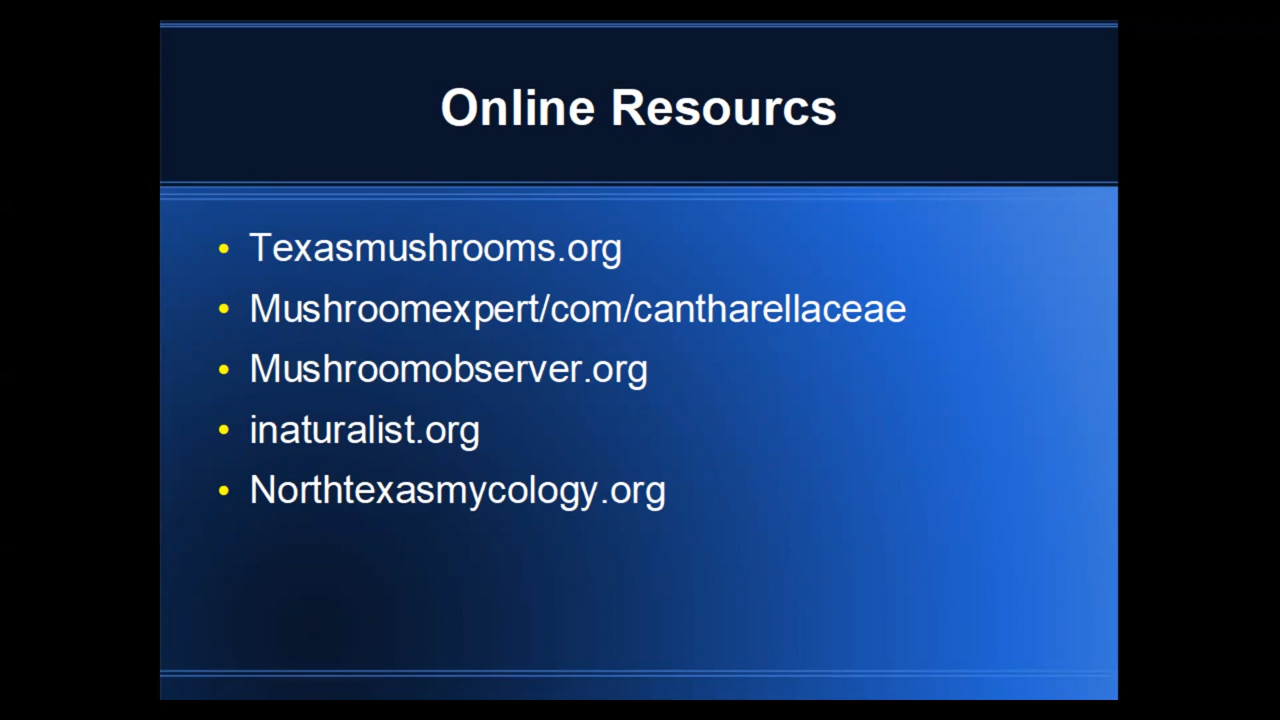 Online Resourcs
Texasmushrooms.org
Mushroomexpert/com/cantharellaceae
Mushroomobserver.org
inaturalist.org
Northtexasmycology.org